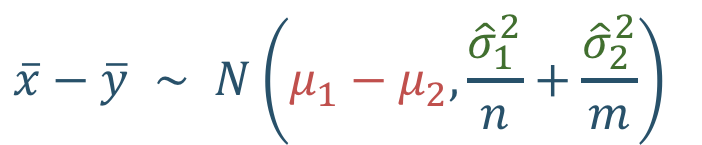 x̄ − ȳ ~ N(μ₁ − μ₂, σ̂₁²/n + σ̂₂²/m)